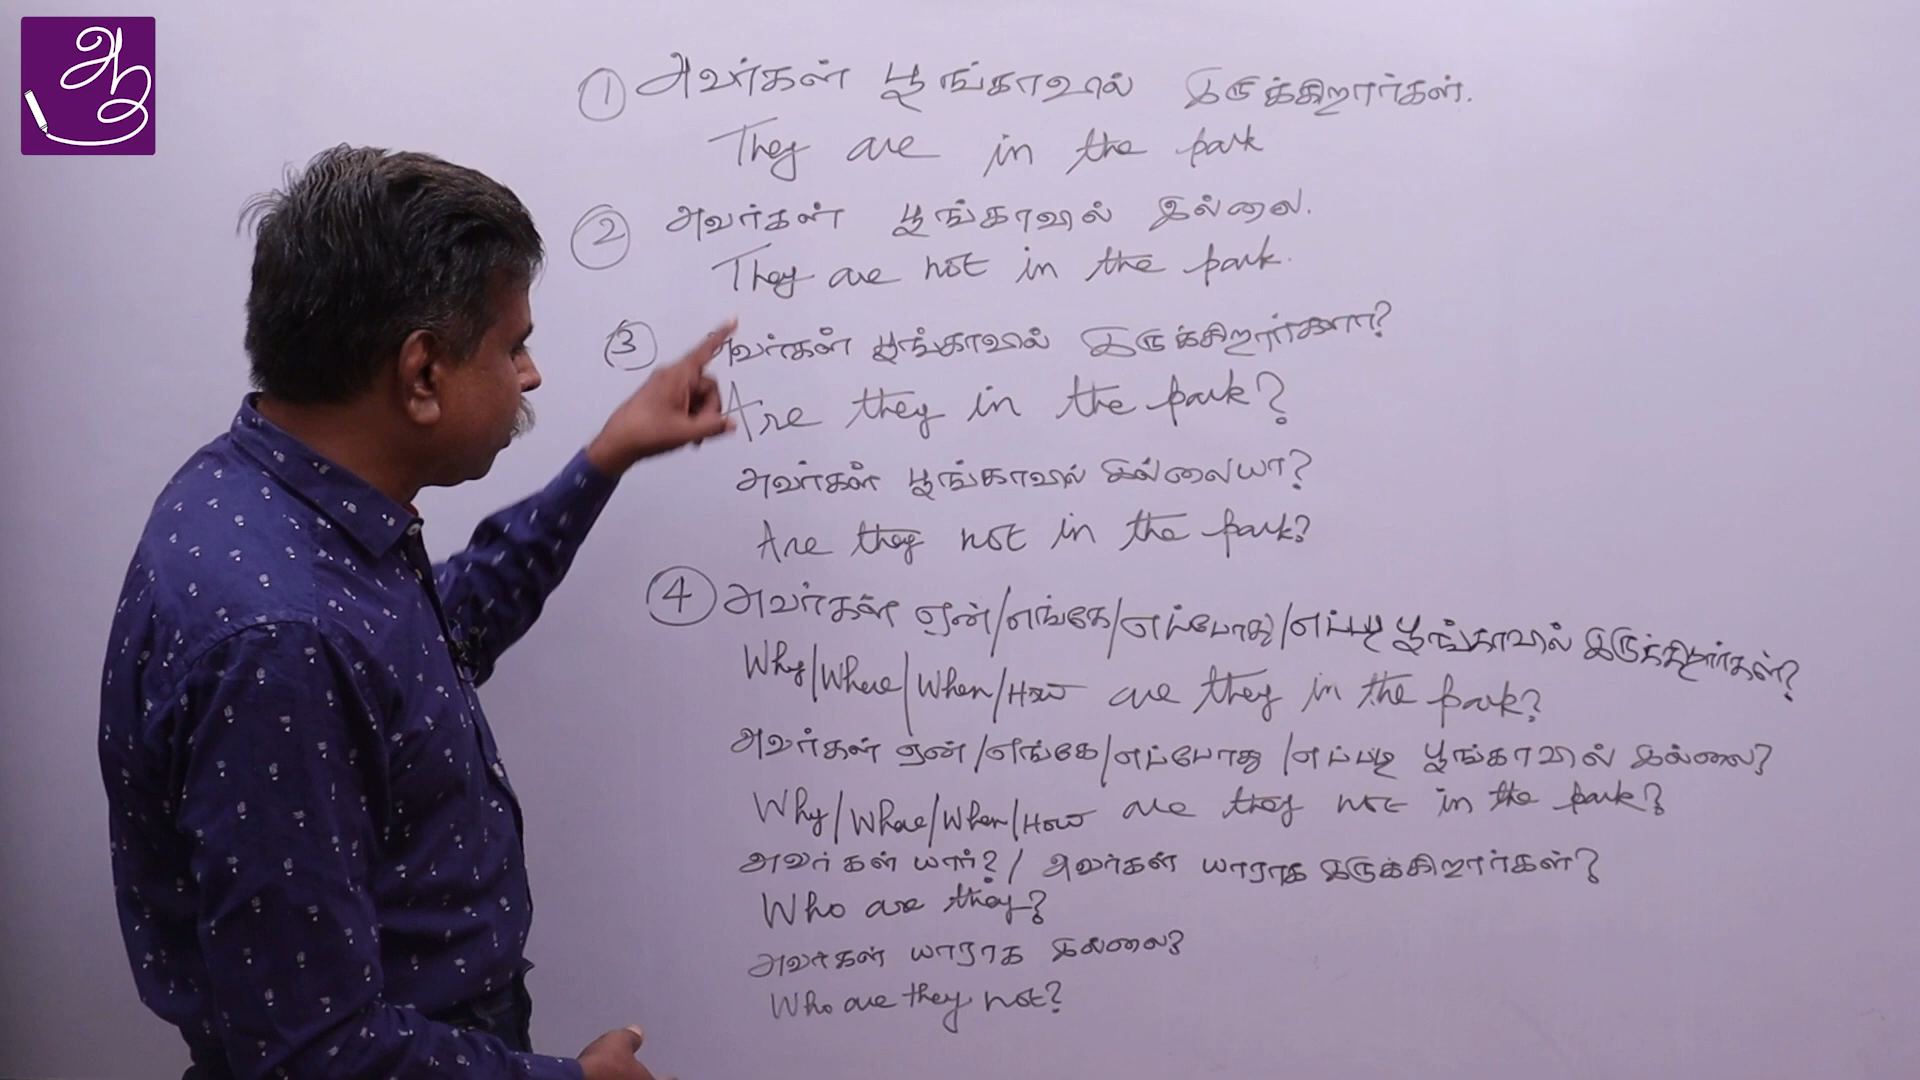 ① அவர்கள் பூங்காவில் இருக்கிறார்கள்.
They are in the park
② அவர்கள் பூங்காவில் இல்லை.
They are not in the park.
③ அவர்கள் பூங்காவில் இருக்கிறார்களா?
Are they in the park?
அவர்கள் பூங்காவில் இல்லையா?
Are they not in the park?
④ அவர்கள் ஏன்/எங்கே/எப்போது/எப்படி பூங்காவில் இருக்கிறார்கள்?
Why/Where/When/How are they in the park?
அவர்கள் ஏன்/எங்கே/எப்போது/எப்படி பூங்காவில் இல்லை?
Why/Where/When/How are they not in the park?
அவர்கள் யார்?/ அவர்கள் யாராக இருக்கிறார்கள்?
Who are they?
அவர்கள் யாராக இல்லை?
Who are they not?